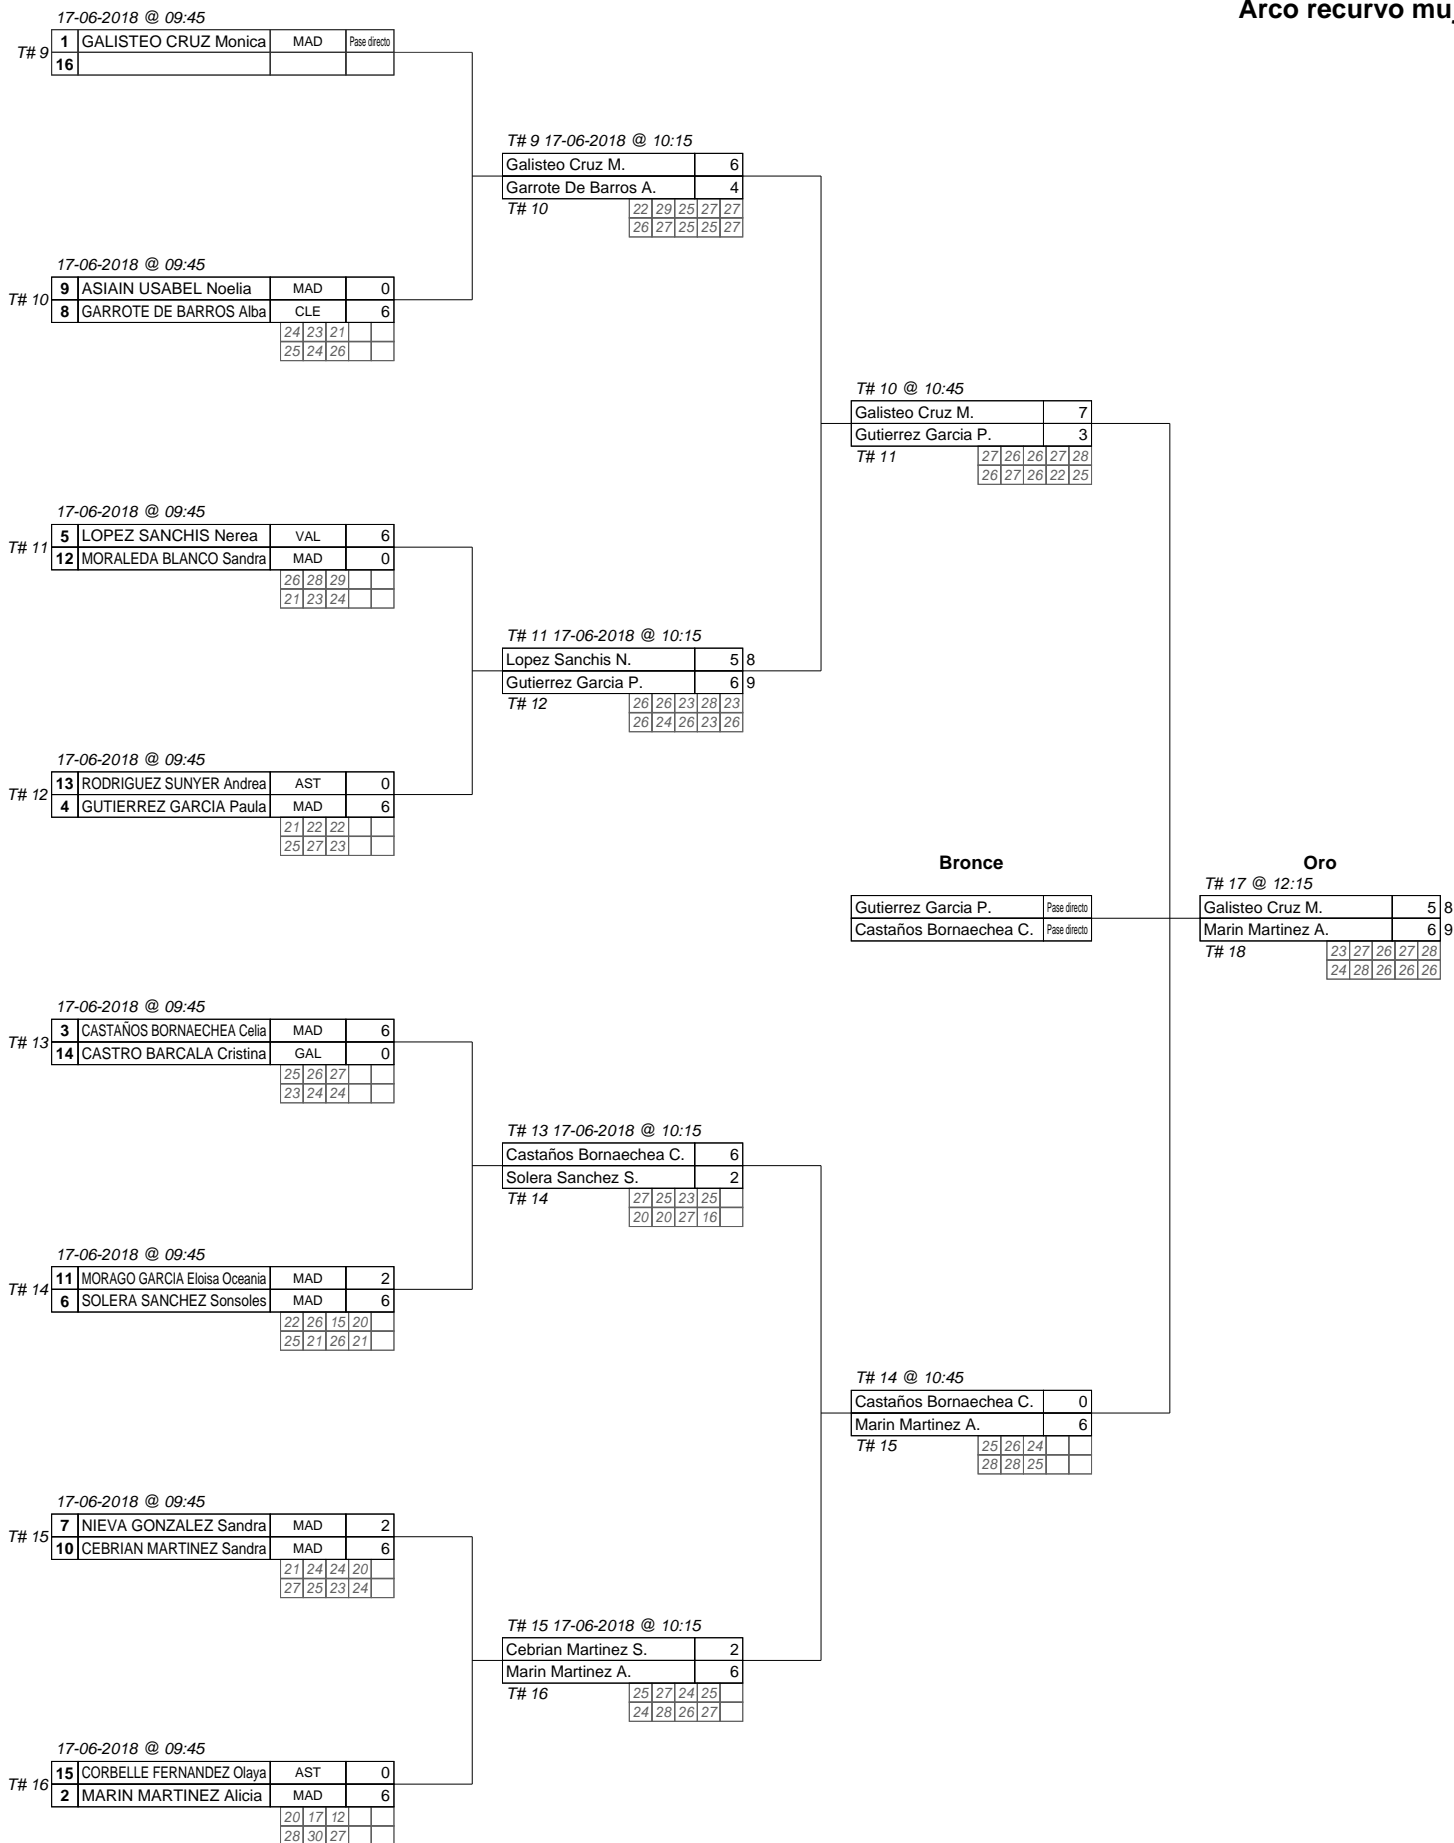 Arco recurvo mu
17-06-2018 @ 09:45
T# 9
1 GALISTEO CRUZ Monica MAD Pase directo
16
T# 9 17-06-2018 @ 10:15
Galisteo Cruz M. 6
Garrote De Barros A. 4
T# 10 22 29 25 27 27
26 27 25 25 27
17-06-2018 @ 09:45
T# 10
9 ASIAIN USABEL Noelia MAD 0
8 GARROTE DE BARROS Alba CLE 6
24 23 21
25 24 26
T# 10 @ 10:45
Galisteo Cruz M. 7
Gutierrez Garcia P. 3
T# 11 27 26 26 27 28
26 27 26 22 25
17-06-2018 @ 09:45
T# 11
5 LOPEZ SANCHIS Nerea VAL 6
12 MORALEDA BLANCO Sandra MAD 0
26 28 29
21 23 24
T# 11 17-06-2018 @ 10:15
Lopez Sanchis N. 5 8
Gutierrez Garcia P. 6 9
T# 12 26 26 23 28 23
26 24 26 23 26
17-06-2018 @ 09:45
T# 12
13 RODRIGUEZ SUNYER Andrea AST 0
4 GUTIERREZ GARCIA Paula MAD 6
21 22 22
25 27 23
Bronce Oro
T# 17 @ 12:15
Gutierrez Garcia P. Pase directo Galisteo Cruz M. 5 8
Castaños Bornaechea C. Pase directo Marin Martinez A. 6 9
T# 18 23 27 26 27 28
24 28 26 26 26
17-06-2018 @ 09:45
T# 13
3 CASTAÑOS BORNAECHEA Celia MAD 6
14 CASTRO BARCALA Cristina GAL 0
25 26 27
23 24 24
T# 13 17-06-2018 @ 10:15
Castaños Bornaechea C. 6
Solera Sanchez S. 2
T# 14 27 25 23 25
20 20 27 16
17-06-2018 @ 09:45
T# 14
11 MORAGO GARCIA Eloisa Oceania MAD 2
6 SOLERA SANCHEZ Sonsoles MAD 6
22 26 15 20
25 21 26 21
T# 14 @ 10:45
Castaños Bornaechea C. 0
Marin Martinez A. 6
T# 15 25 26 24
28 28 25
17-06-2018 @ 09:45
T# 15
7 NIEVA GONZALEZ Sandra MAD 2
10 CEBRIAN MARTINEZ Sandra MAD 6
21 24 24 20
27 25 23 24
T# 15 17-06-2018 @ 10:15
Cebrian Martinez S. 2
Marin Martinez A. 6
T# 16 25 27 24 25
24 28 26 27
17-06-2018 @ 09:45
T# 16
15 CORBELLE FERNANDEZ Olaya AST 0
2 MARIN MARTINEZ Alicia MAD 6
20 17 12
28 30 27